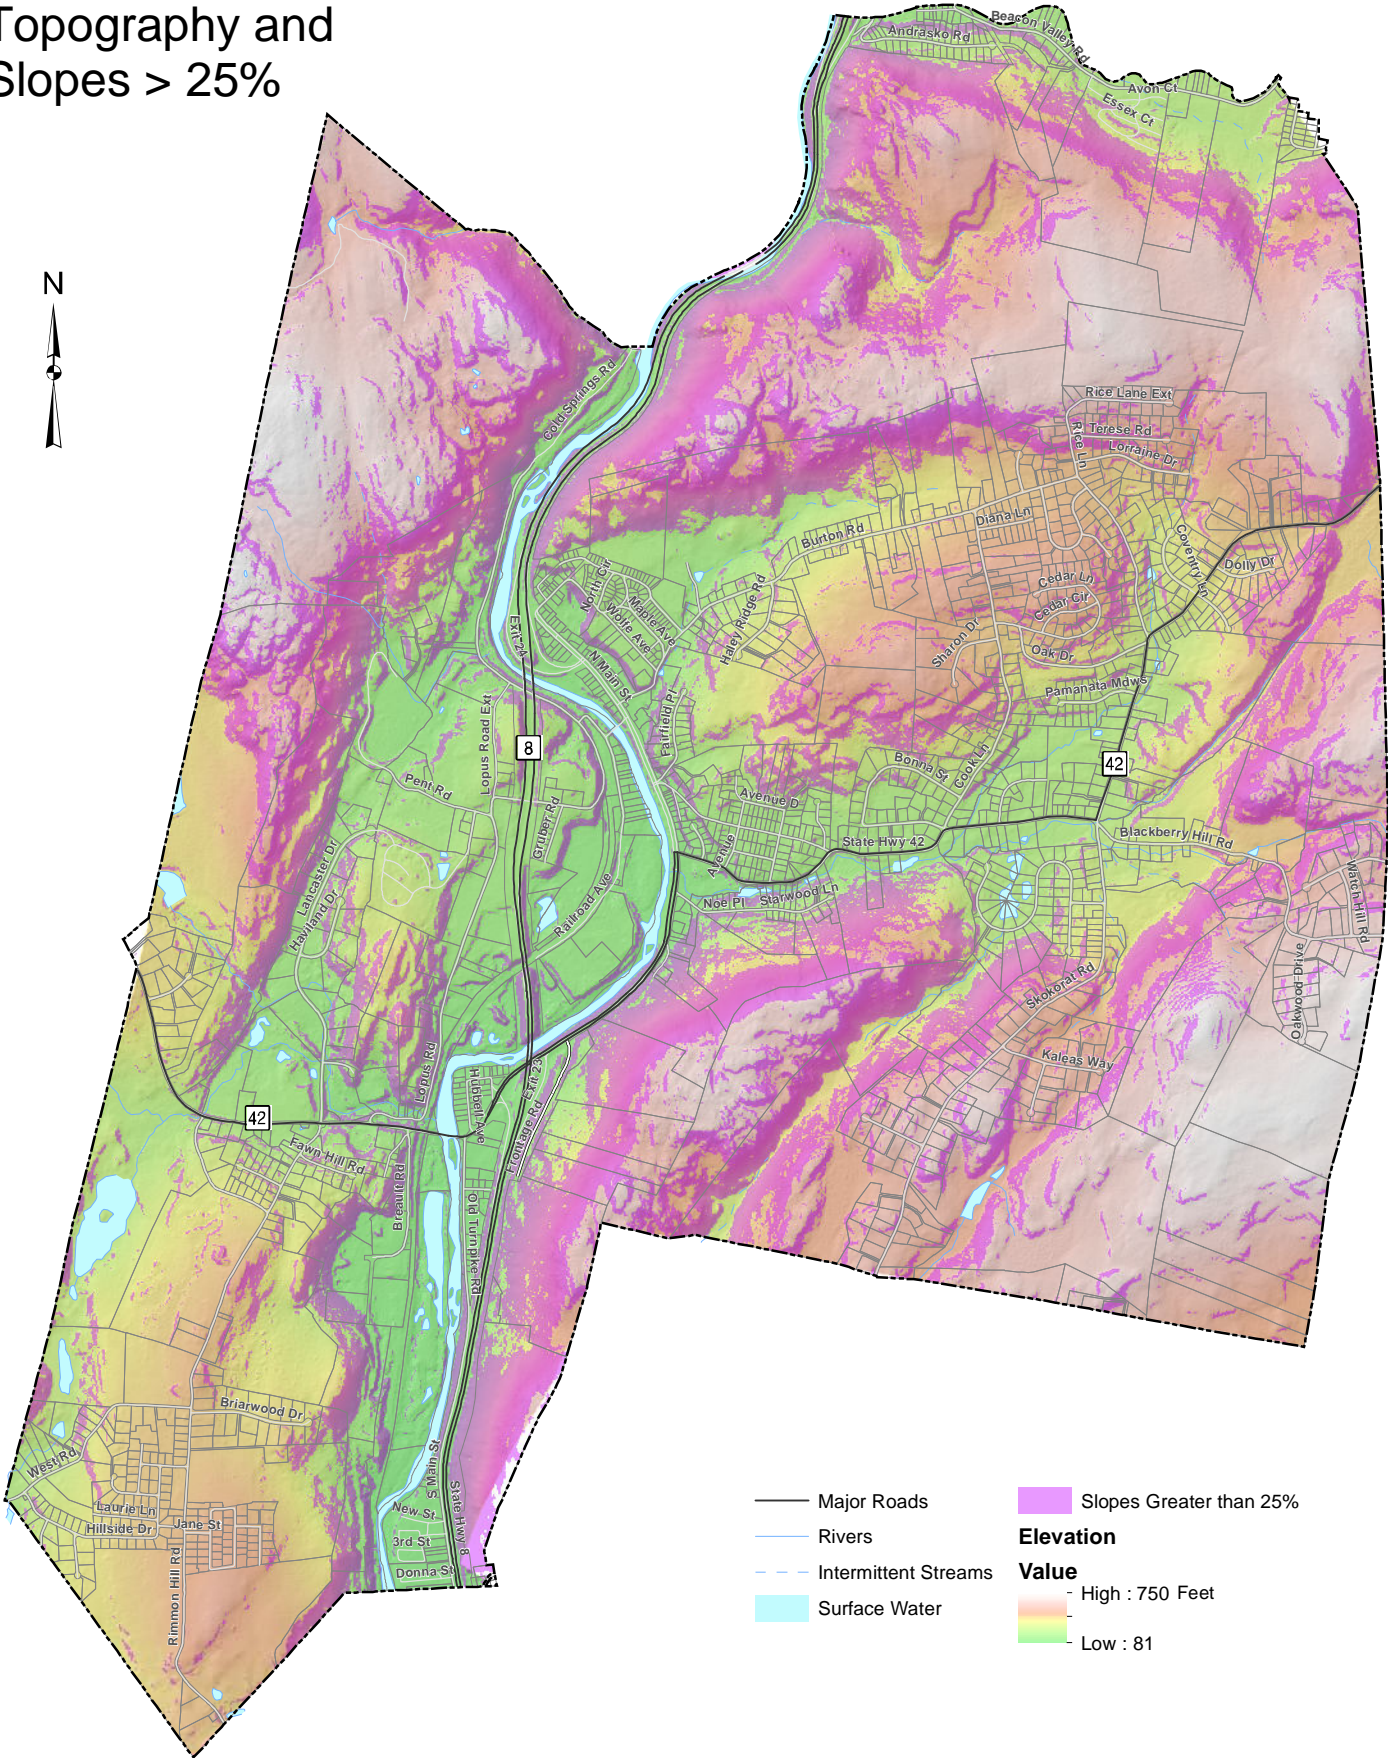 Topography and
Slopes > 25%
N
Beacon Valley Rd
Andrasko Rd
Avon Ct
Essex Ct
Cold Springs Rd
Rice Lane Ext
Terese Rd
Rice Ln
Lorraine Dr
Diana Ln
Burton Rd
Coventry Ln
Dolly Dr
North Cir
Maple Ave
Wolfe Ave
Cedar Ln
Cedar Cir
Haley Ridge Rd
Exit 24
Sharon Dr
Oak Dr
N Main St
Pamanata Mdws
Fairfield Pl
Lopus Road Ext
8
42
Bonna St
Cook Ln
Pent Rd
Avenue D
Gruber Rd
State Hwy 42
Blackberry Hill Rd
Avenue
Lancaster Dr
Haviland Dr
Railroad Ave
Noe Pl
Starwood Ln
Watch Hill Rd
Oakwood Drive
Skokorat Rd
Kaleas Way
Lopus Rd
Hubbell Ave
Exit 23
Frontage Rd
42
Fawn Hill Rd
Breault Rd
Old Turnpike Rd
Briarwood Dr
West Rd
S Main St
State Hwy 8
Laurie Ln
Hillside Dr
Jane St
New St
3rd St
Donna St
Rimmon Hill Rd
Major Roads
Rivers
Intermittent Streams
Surface Water
Slopes Greater than 25%
Elevation
Value
High : 750 Feet
Low : 81